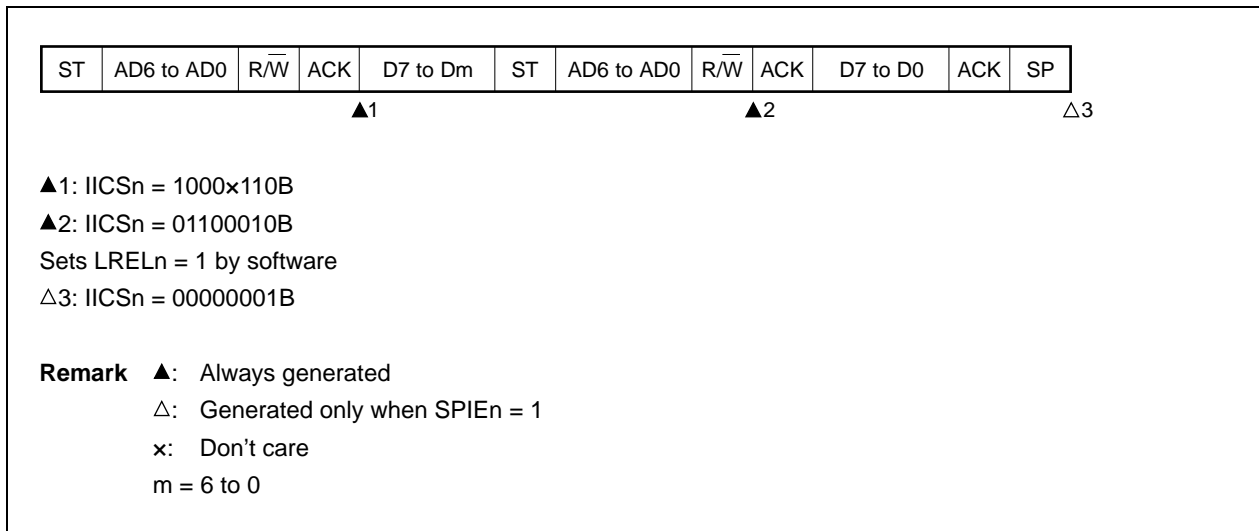 ST AD6 to AD0 R/W̅ ACK D7 to Dm ST AD6 to AD0 R/W̅ ACK D7 to D0 ACK SP
▲1 ▲2 △3
▲1: IICSn = 1000×110B
▲2: IICSn = 01100010B
Sets LRELn = 1 by software
△3: IICSn = 00000001B
Remark ▲: Always generated
△: Generated only when SPIEn = 1
×: Don't care
m = 6 to 0